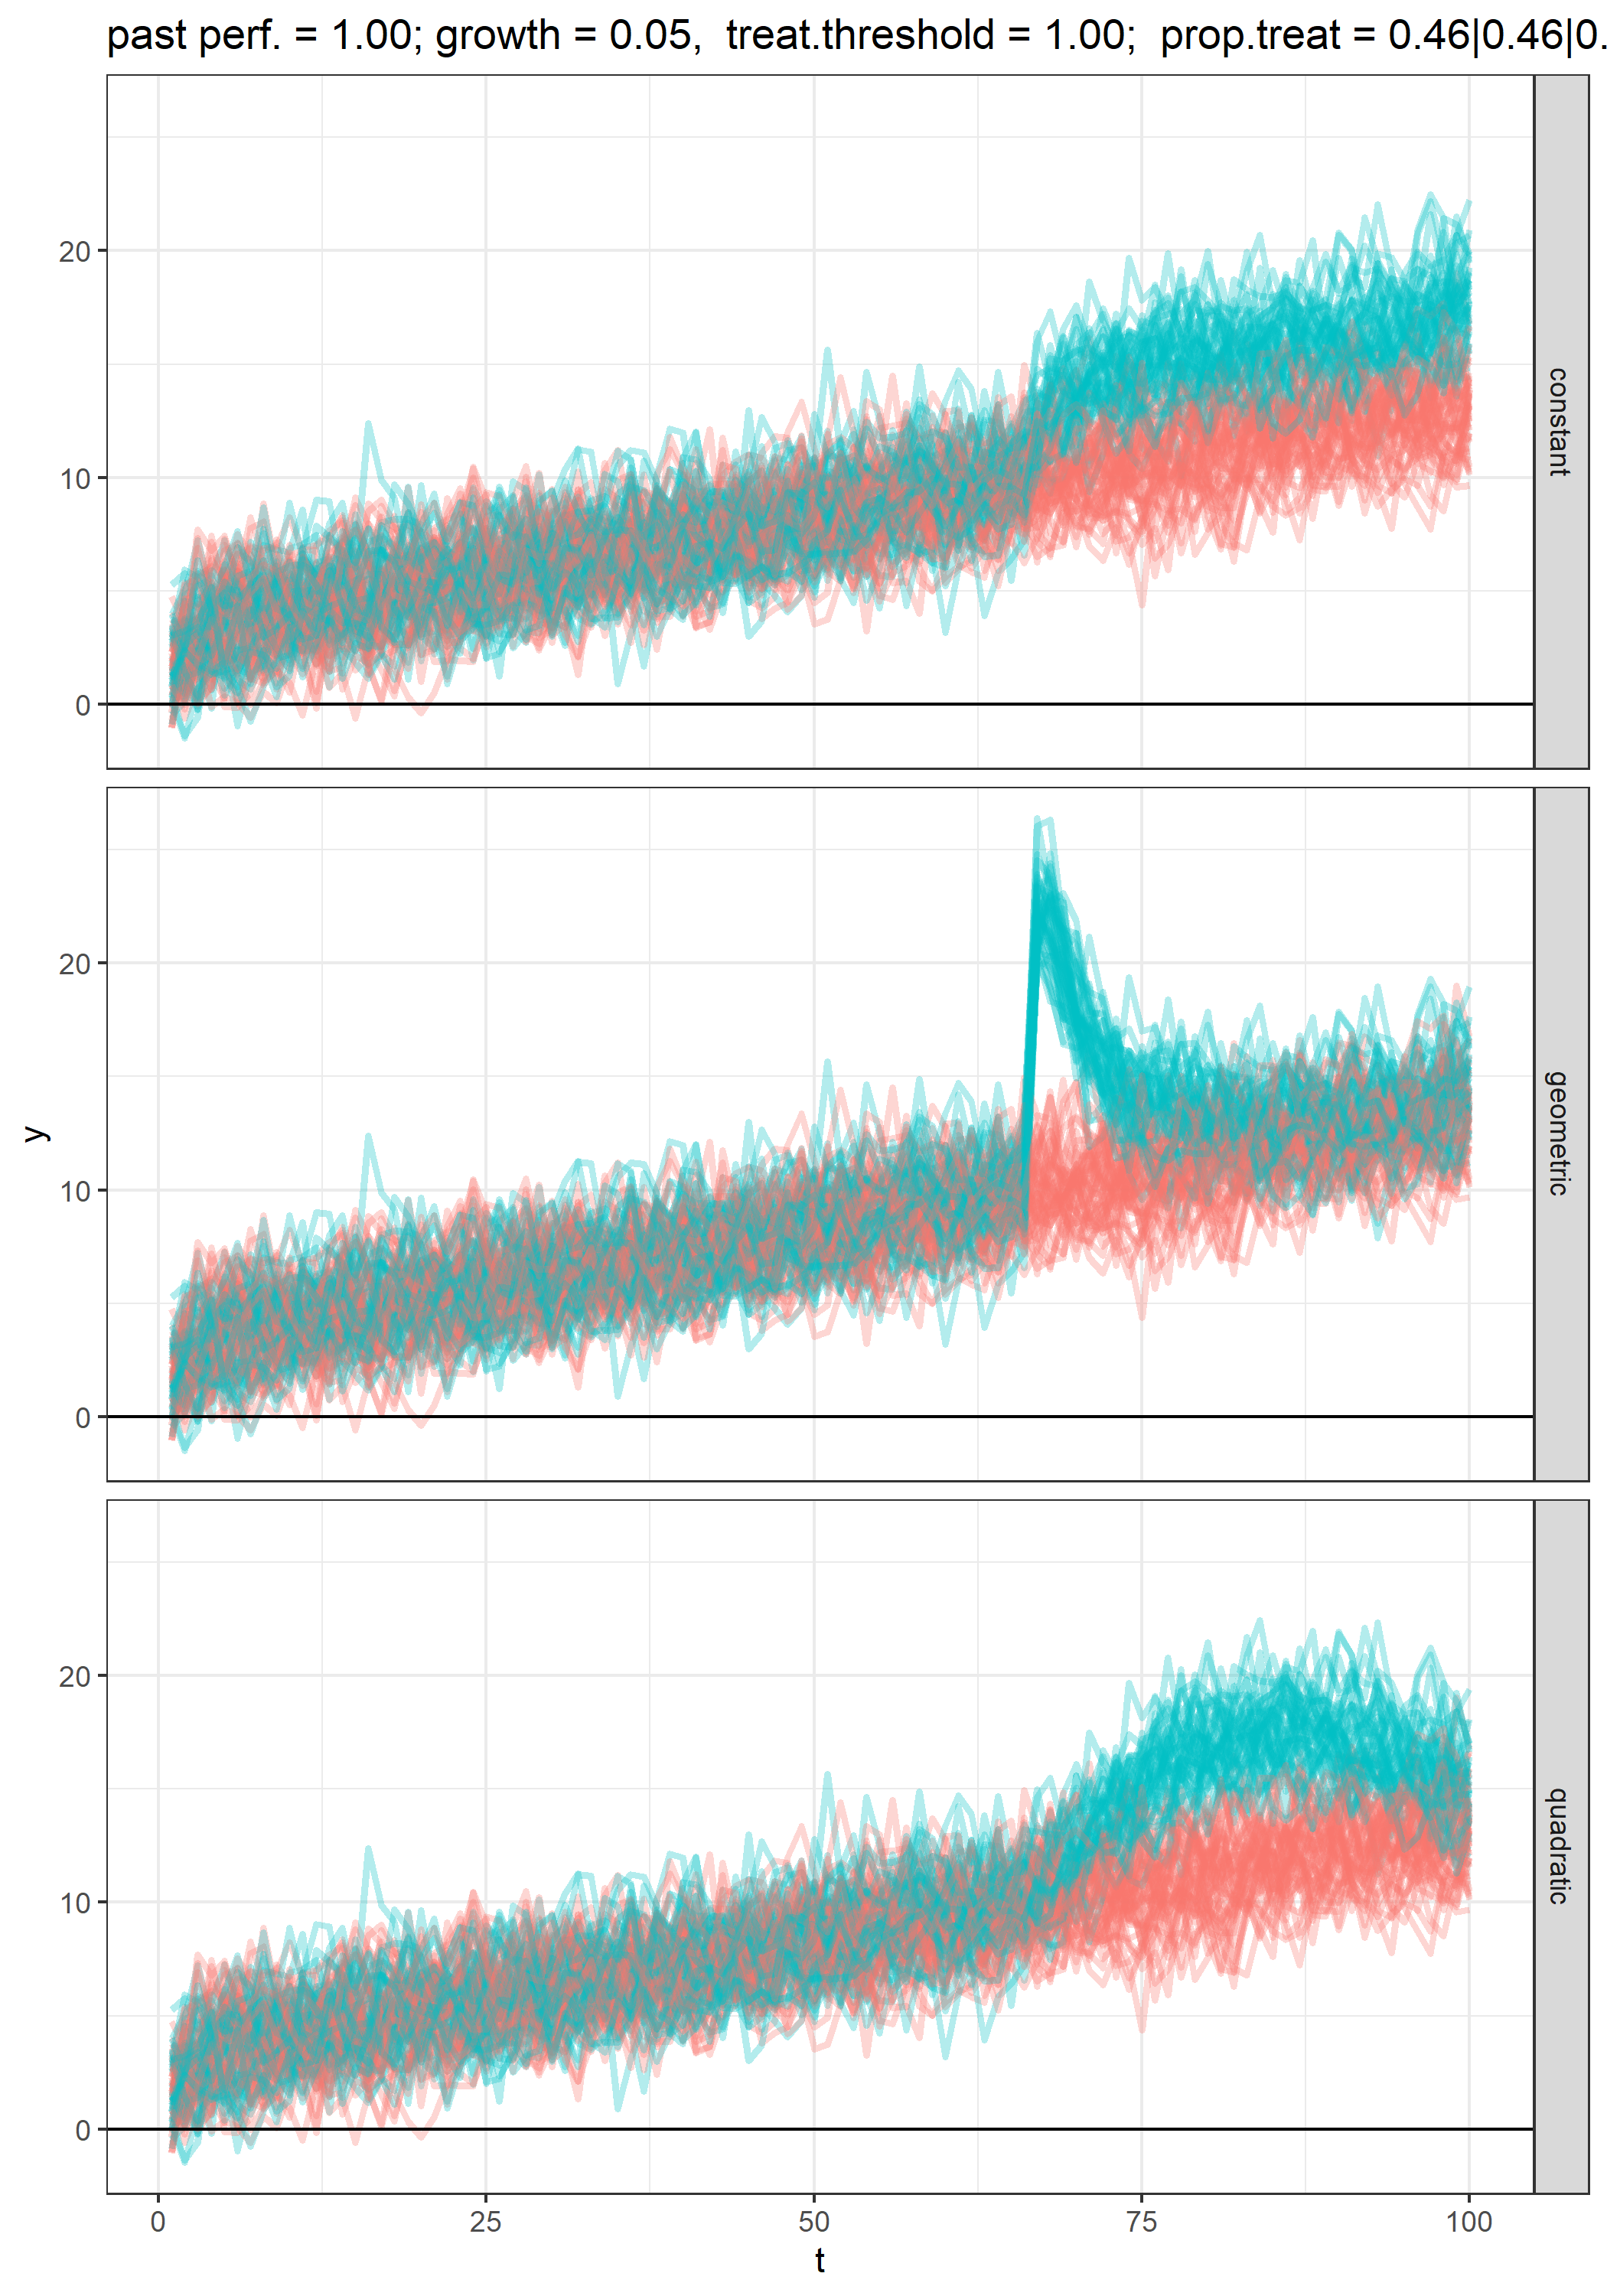 past perf. = 1.00; growth = 0.05,  treat.threshold = 1.00;  prop.treat = 0.46|0.46|0.
20
10
0
constant
y
20
10
0
geometric
20
10
0
quadratic
0 25 50 75 100
t